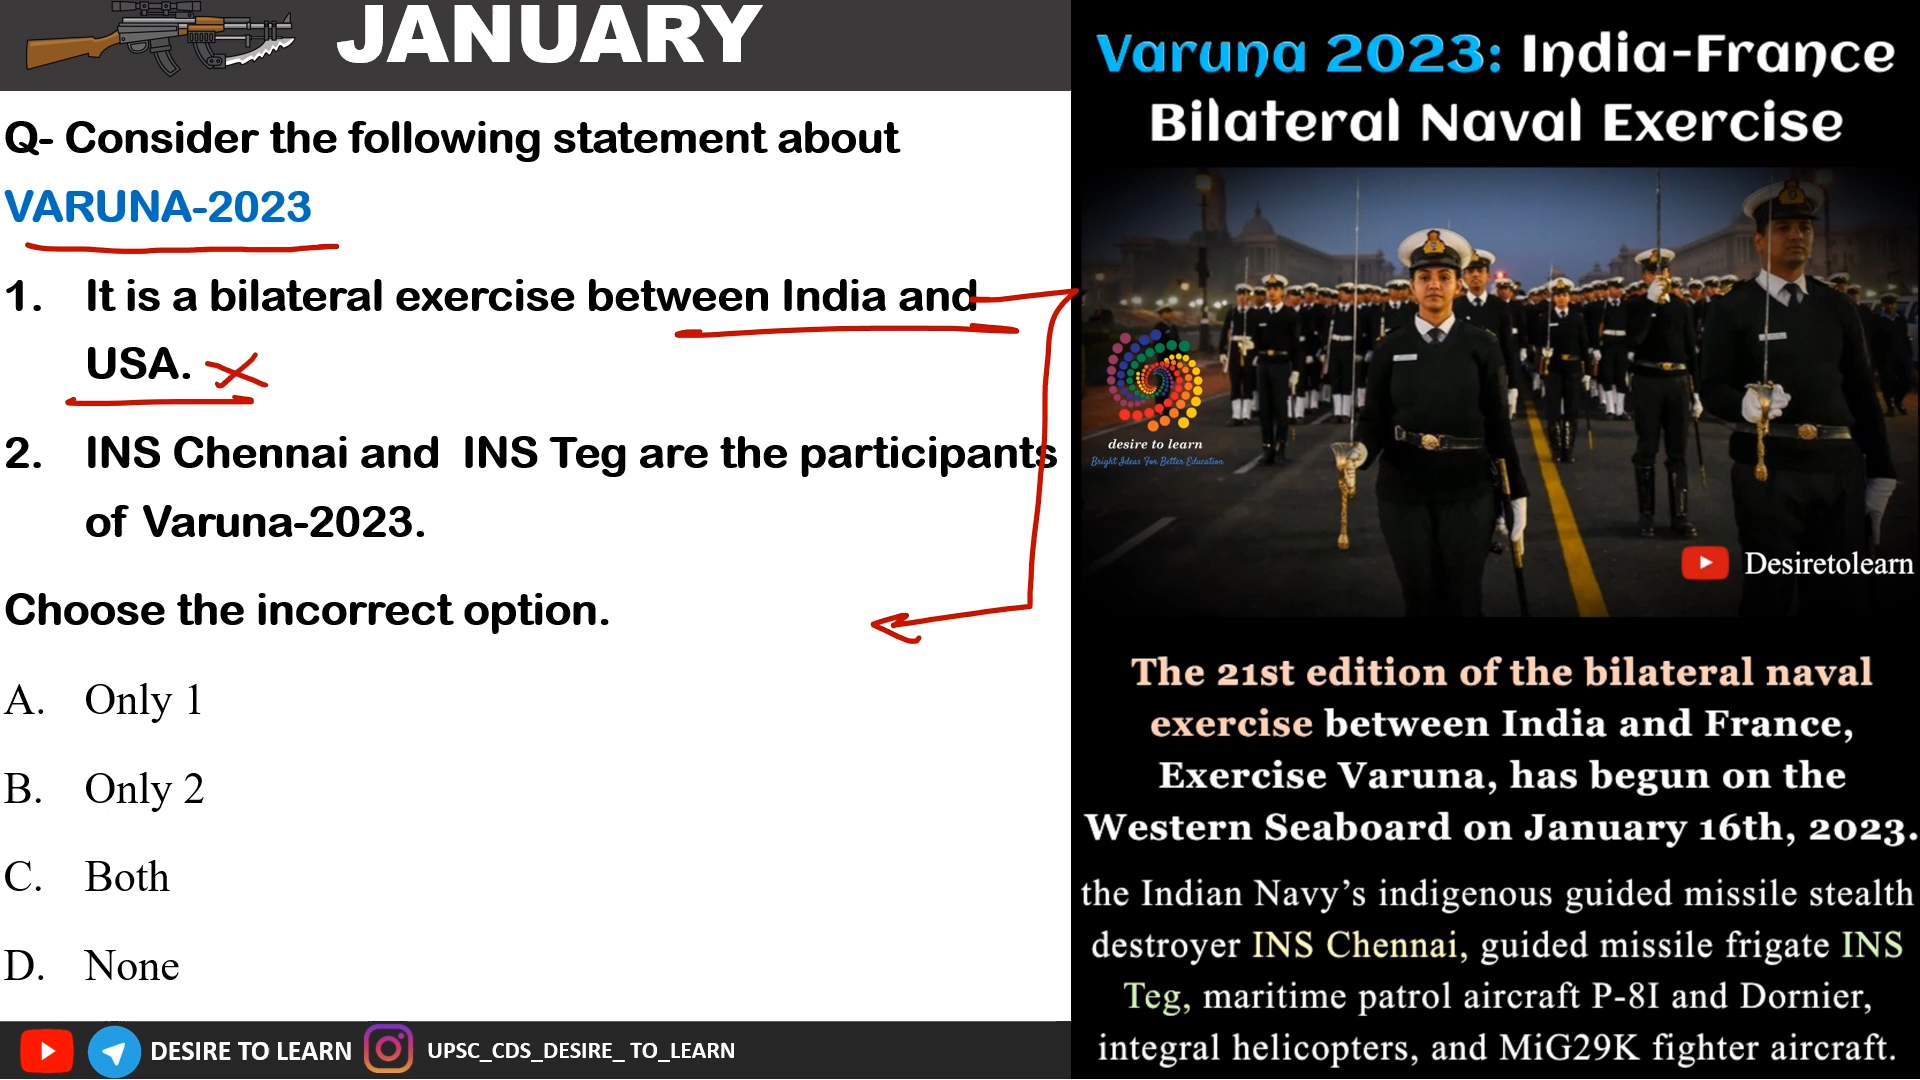 JANUARY
Q- Consider the following statement about
VARUNA-2023
1. It is a bilateral exercise between India and
USA.
2. INS Chennai and INS Teg are the participants
of Varuna-2023.
Choose the incorrect option.
A. Only 1
B. Only 2
C. Both
D. None
DESIRE TO LEARN UPSC_CDS_DESIRE_ TO_LEARN
Varuna 2023: India-France
Bilateral Naval Exercise
desire to learn
Bright Ideas For Better Education
Desiretolearn
The 21st edition of the bilateral naval
exercise between India and France,
Exercise Varuna, has begun on the
Western Seaboard on January 16th, 2023.
the Indian Navy’s indigenous guided missile stealth
destroyer INS Chennai, guided missile frigate INS
Teg, maritime patrol aircraft P-8I and Dornier,
integral helicopters, and MiG29K fighter aircraft.